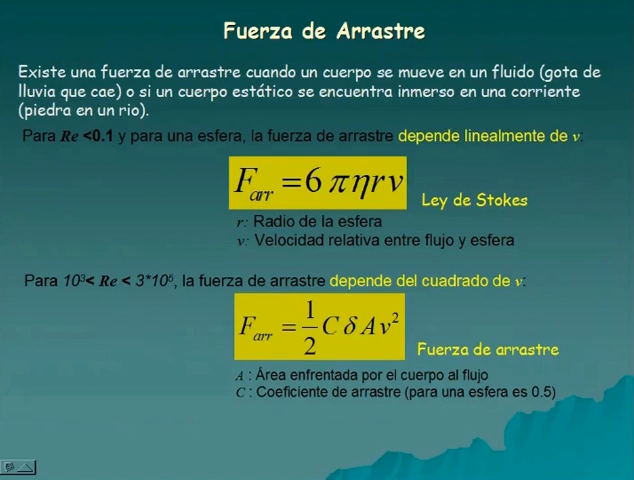 Fuerza de Arrastre
Existe una fuerza de arrastre cuando un cuerpo se mueve en un fluido (gota de
lluvia que cae) o si un cuerpo estático se encuentra inmerso en una corriente
(piedra en un rio).
Para Re <0.1 y para una esfera, la fuerza de arrastre depende linealmente de v:
F_arr = 6 π η r v
Ley de Stokes
r: Radio de la esfera
v: Velocidad relativa entre flujo y esfera
Para 10³< Re < 3*10⁵, la fuerza de arrastre depende del cuadrado de v:
F_arr = 1/2 C δ A v²
Fuerza de arrastre
A : Área enfrentada por el cuerpo al flujo
C : Coeficiente de arrastre (para una esfera es 0.5)